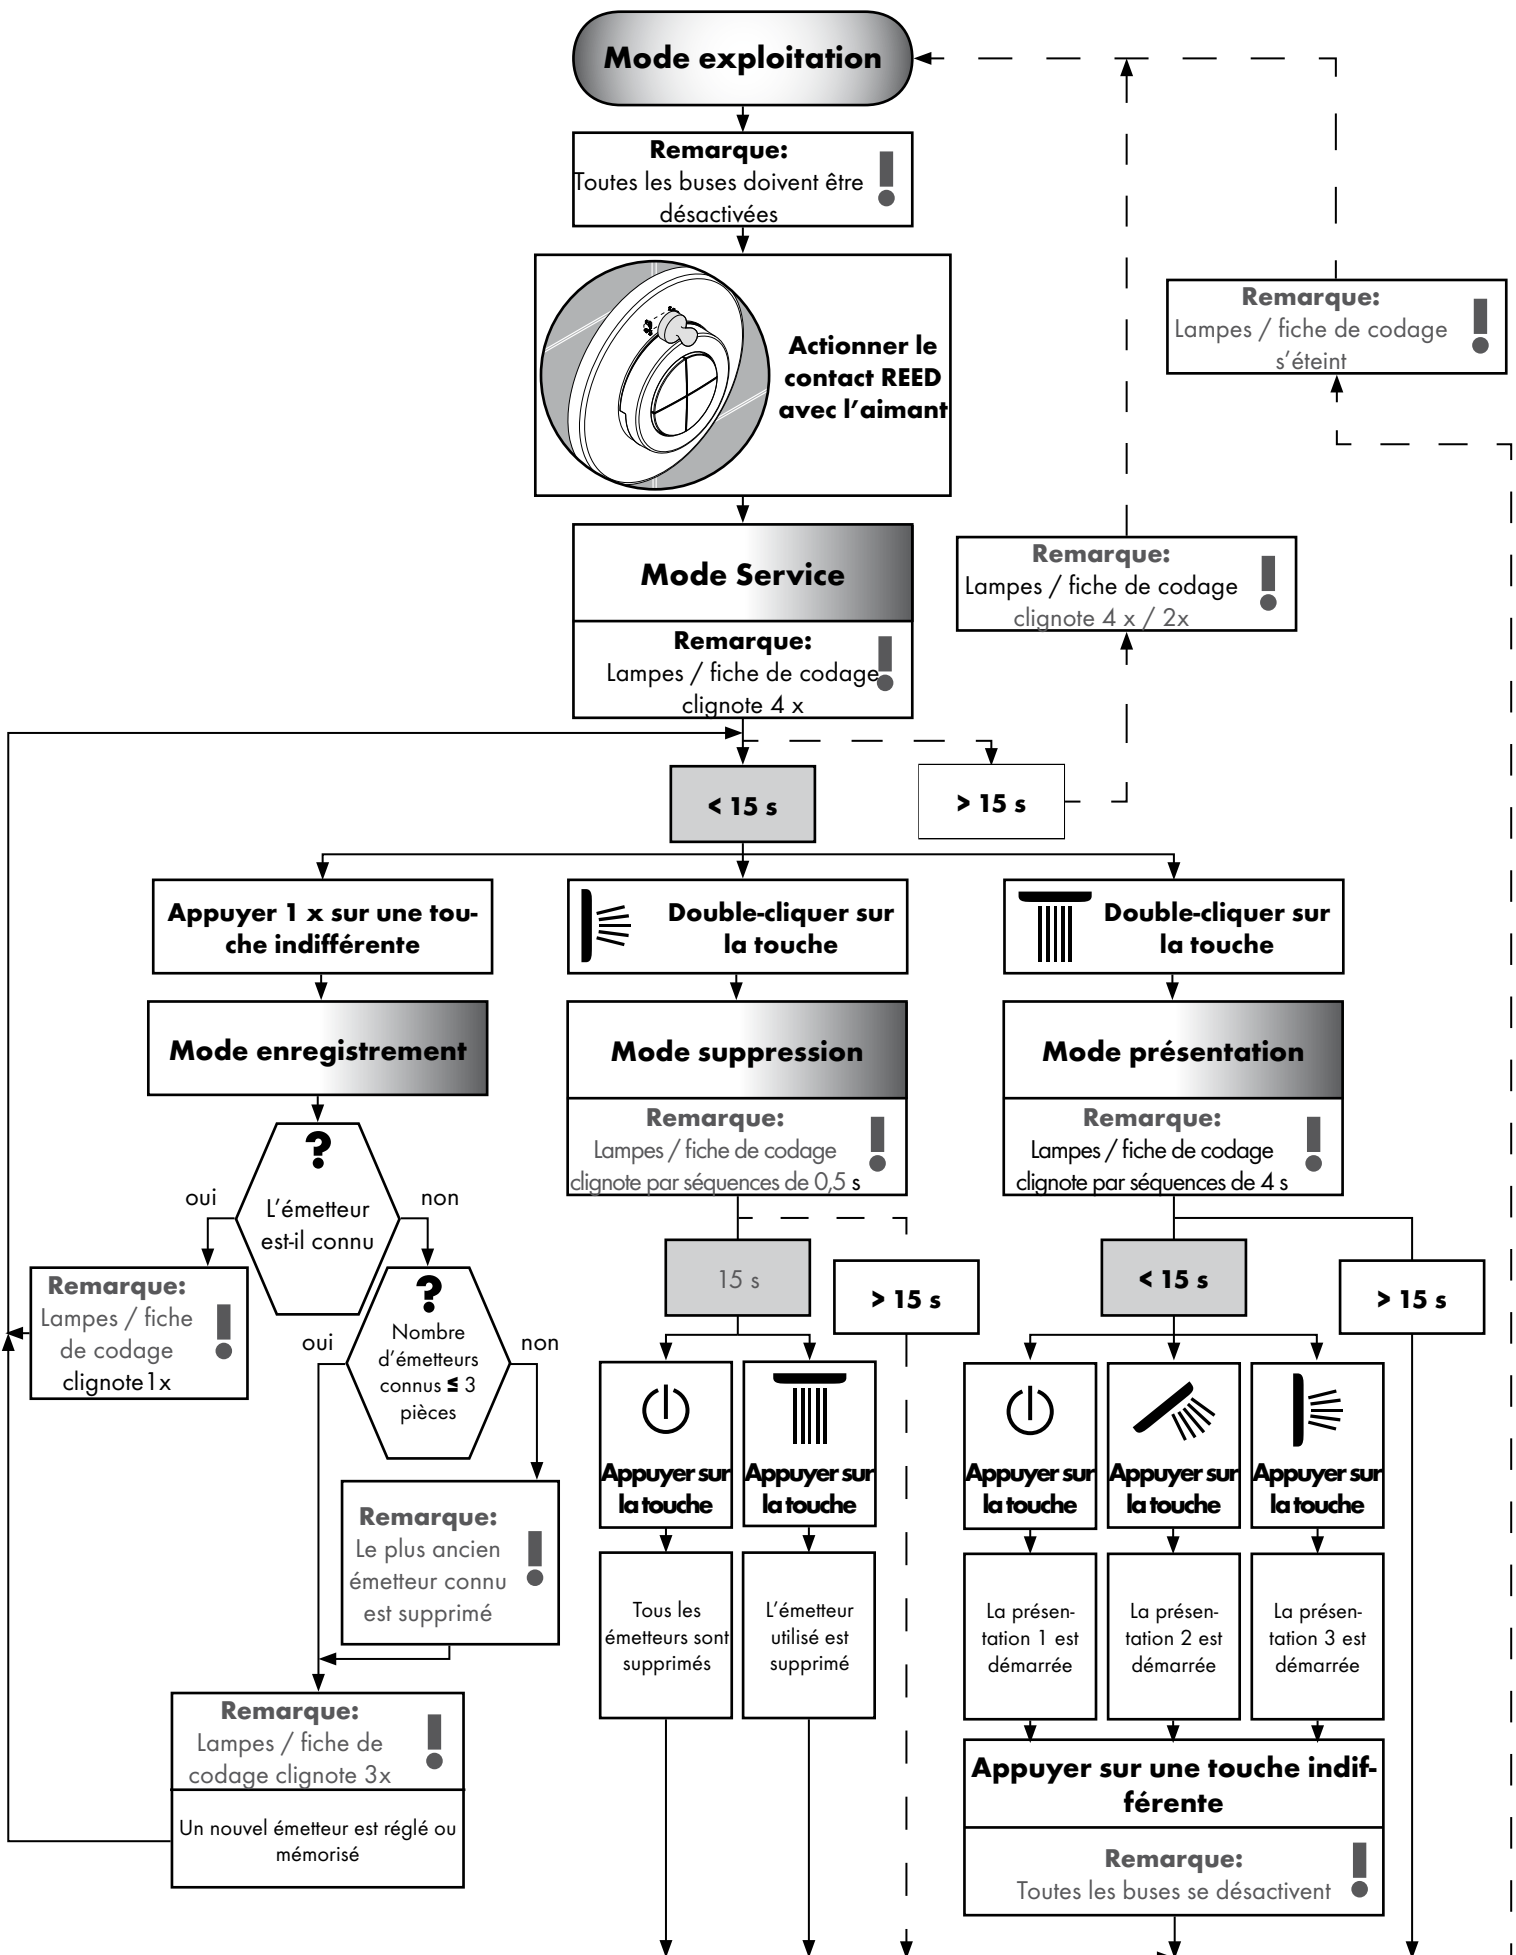 Mode exploitation
Remarque:
Toutes les buses doivent être
désactivées
Actionner le
contact REED
avec l'aimant
Remarque:
Lampes / fiche de codage
s'éteint
Mode Service
Remarque:
Lampes / fiche de codage
clignote 4 x
Remarque:
Lampes / fiche de codage
clignote 4 x / 2x
< 15 s
> 15 s
Appuyer 1 x sur une tou-
che indifférente
Double-cliquer sur
la touche
Double-cliquer sur
la touche
Mode enregistrement
Mode suppression
Remarque:
Lampes / fiche de codage
clignote par séquences de 0,5 s
Mode présentation
Remarque:
Lampes / fiche de codage
clignote par séquences de 4 s
?
L'émetteur
est-il connu
oui
non
Remarque:
Lampes / fiche
de codage
clignote1x
?
Nombre
d'émetteurs
connus ≤ 3
pièces
oui
non
Remarque:
Le plus ancien
émetteur connu
est supprimé
Remarque:
Lampes / fiche de
codage clignote 3x
Un nouvel émetteur est réglé ou
mémorisé
15 s
> 15 s
Appuyer sur
la touche
Appuyer sur
la touche
Tous les
émetteurs sont
supprimés
L'émetteur
utilisé est
supprimé
< 15 s
> 15 s
Appuyer sur
la touche
Appuyer sur
la touche
Appuyer sur
la touche
La présen-
tation 1 est
démarrée
La présen-
tation 2 est
démarrée
La présen-
tation 3 est
démarrée
Appuyer sur une touche indif-
férente
Remarque:
Toutes les buses se désactivent